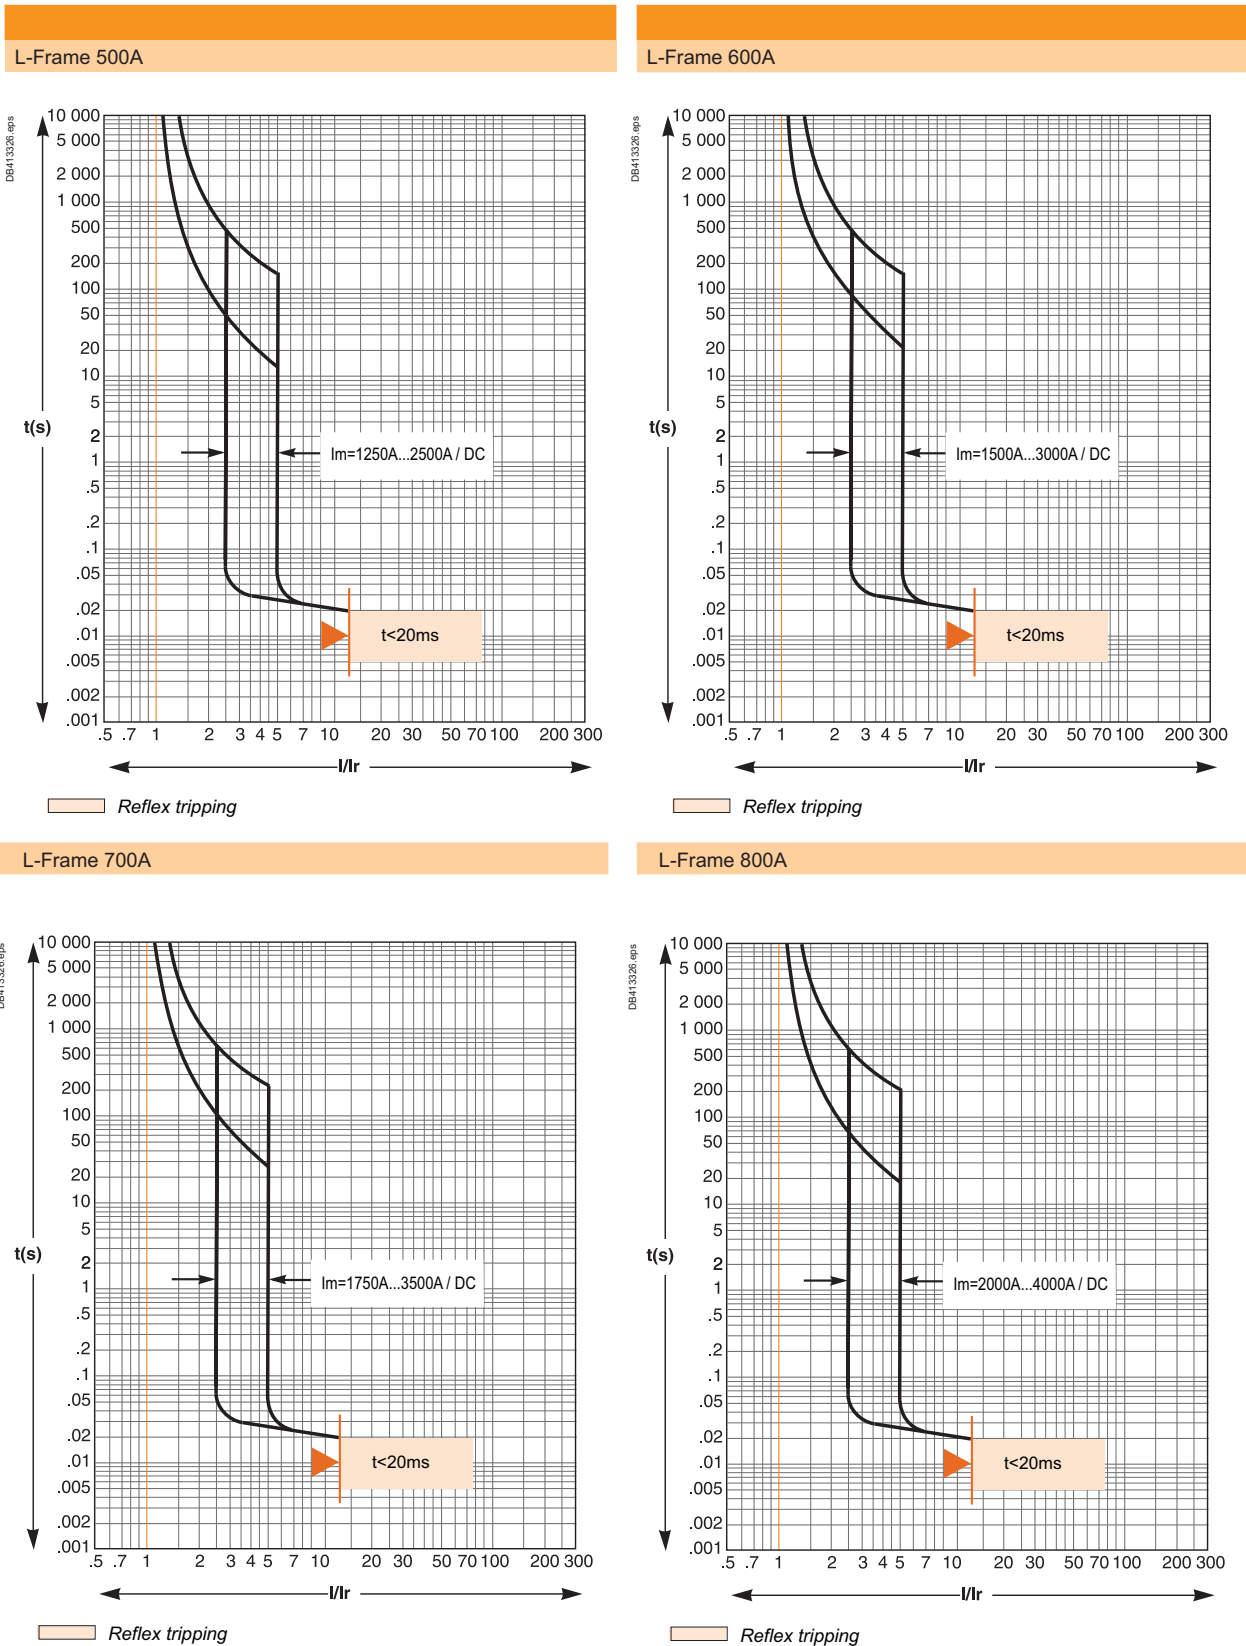 L-Frame 500A
DB413326.eps
10 000
5 000
2 000
1 000
500
200
100
50
20
10
5
2
1
.5
.2
.1
.05
.02
.01
.005
.002
.001
t(s)
Im=1250A...2500A / DC
t<20ms
.5 .7 1 2 3 4 5 7 10 20 30 50 70 100 200 300
I/Ir
Reflex tripping
L-Frame 600A
DB413326.eps
10 000
5 000
2 000
1 000
500
200
100
50
20
10
5
2
1
.5
.2
.1
.05
.02
.01
.005
.002
.001
t(s)
Im=1500A...3000A / DC
t<20ms
.5 .7 1 2 3 4 5 7 10 20 30 50 70 100 200 300
I/Ir
Reflex tripping
L-Frame 700A
DB413326.eps
10 000
5 000
2 000
1 000
500
200
100
50
20
10
5
2
1
.5
.2
.1
.05
.02
.01
.005
.002
.001
t(s)
Im=1750A...3500A / DC
t<20ms
.5 .7 1 2 3 4 5 7 10 20 30 50 70 100 200 300
I/Ir
Reflex tripping
L-Frame 800A
DB413326.eps
10 000
5 000
2 000
1 000
500
200
100
50
20
10
5
2
1
.5
.2
.1
.05
.02
.01
.005
.002
.001
t(s)
Im=2000A...4000A / DC
t<20ms
.5 .7 1 2 3 4 5 7 10 20 30 50 70 100 200 300
I/Ir
Reflex tripping